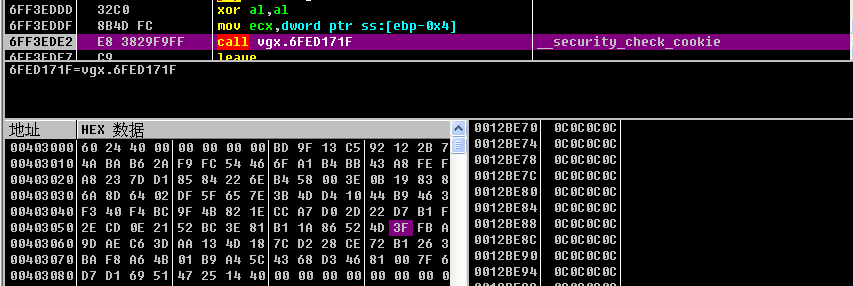 6FF3EDDD 32C0 xor al,al
6FF3EDDF 8B4D FC mov ecx,dword ptr ss:[ebp-0x4]
6FF3EDE2 E8 3829F9FF call vgx.6FED171F __security_check_cookie
6FF3EDE7 C9 leave
6FED171F=vgx.6FED171F
地址 HEX 数据
00403000 60 24 40 00 00 00 00 00 BD 9F 13 C5 92 12 2B 7 0012BE70 0C0C0C0C
00403010 4A BA B6 2A F9 FC 54 46 6F A1 B4 BB 43 A8 FE F 0012BE74 0C0C0C0C
00403020 A8 23 7D D1 85 84 22 6E B4 58 00 3E 0B 19 83 8 0012BE78 0C0C0C0C
00403030 6A 8D 64 02 DF 5F 65 7E 3B 4D D4 10 44 B9 46 3 0012BE7C 0C0C0C0C
00403040 F3 40 F4 BC 9F 4B 82 1E CC A7 D0 2D 22 D7 B1 F 0012BE80 0C0C0C0C
00403050 2E CD 0E 21 52 BC 3E 81 B1 1A 86 52 4D 3F FB A 0012BE84 0C0C0C0C
00403060 9D AE C6 3D AA 13 4D 18 7C D2 28 CE 72 B1 26 3 0012BE88 0C0C0C0C
00403070 BA F8 A6 4B 01 B9 A4 5C 43 68 D3 46 81 00 7F 6 0012BE8C 0C0C0C0C
00403080 D7 D1 69 51 47 25 14 40 00 00 00 00 00 00 00 0 0012BE90 0C0C0C0C
0012BE94 0C0C0C0C